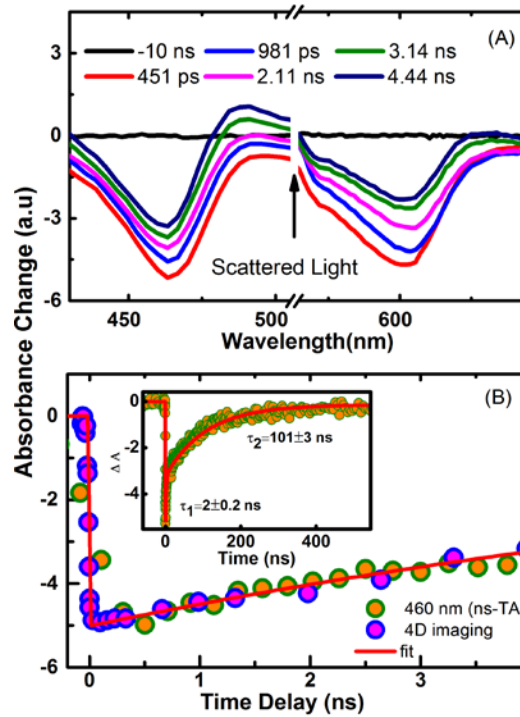 (A)
-10 ns 981 ps 3.14 ns
451 ps 2.11 ns 4.44 ns
3
0
-3
-6
Scattered Light
450 500 600
Wavelength(nm)
Absorbance Change (a.u)
(B)
0
-2
-4
-6
0
-2
-4
Δ A
τ1=2±0.2 ns
τ2=101±3 ns
0 200 400
Time (ns)
460 nm (ns-TA
4D imaging
fit
0 1 2 3
Time Delay (ns)